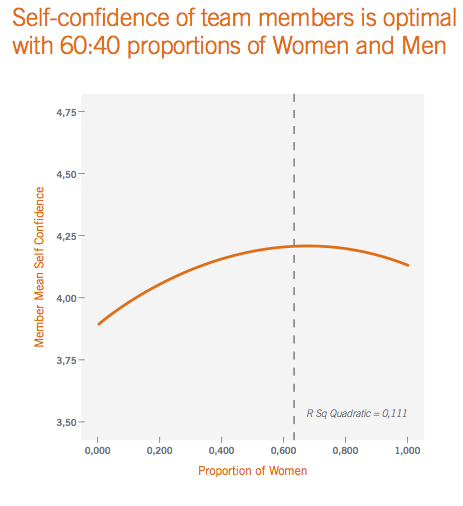 Self-confidence of team members is optimal
with 60:40 proportions of Women and Men
4,75
4,50
4,25
4,00
3,75
3,50
Member Mean Self Confidence
R Sq Quadratic = 0,111
0,000 0,200 0,400 0,600 0,800 1,000
Proportion of Women